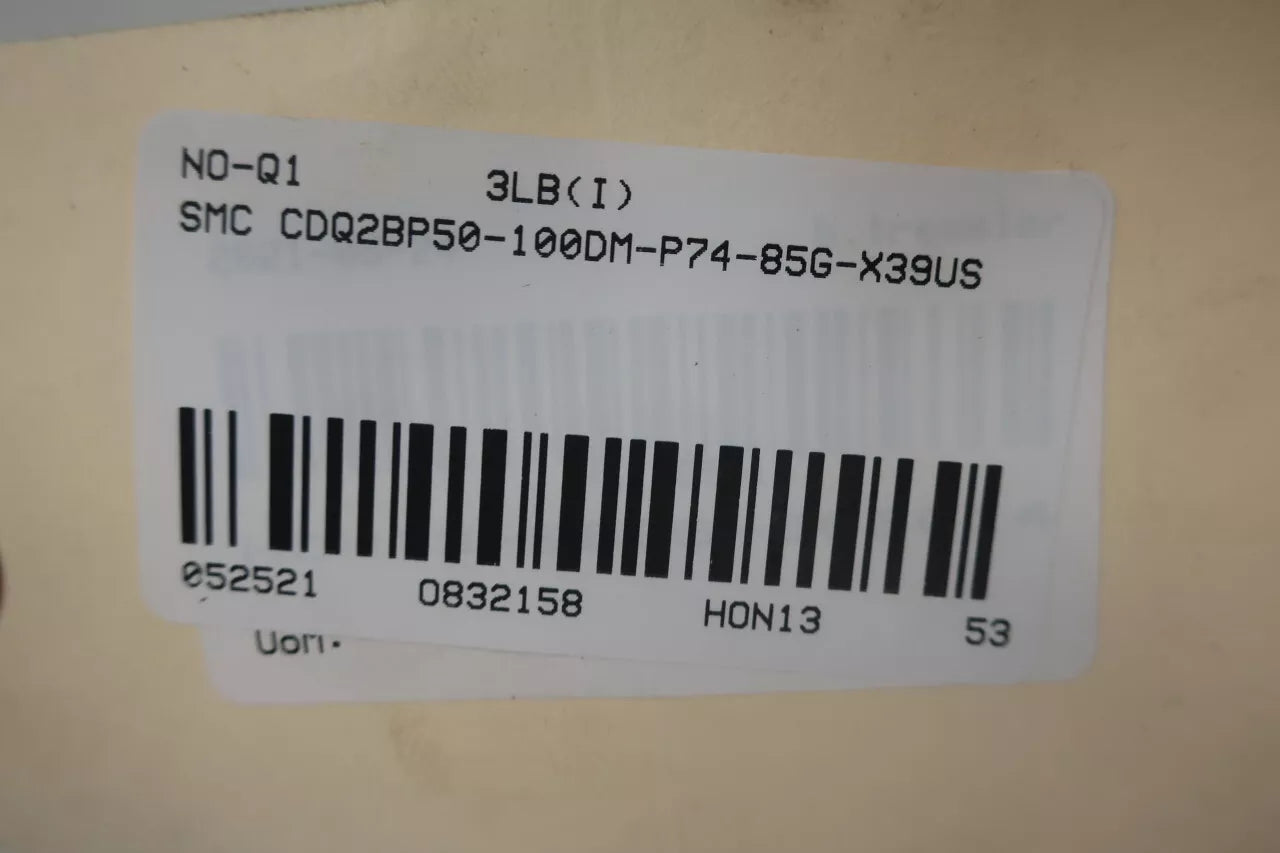 NO-Q1 3LB(I)
SMC CDQ2BP50-100DM-P74-85G-X39US
052521 0832158 HON13 53